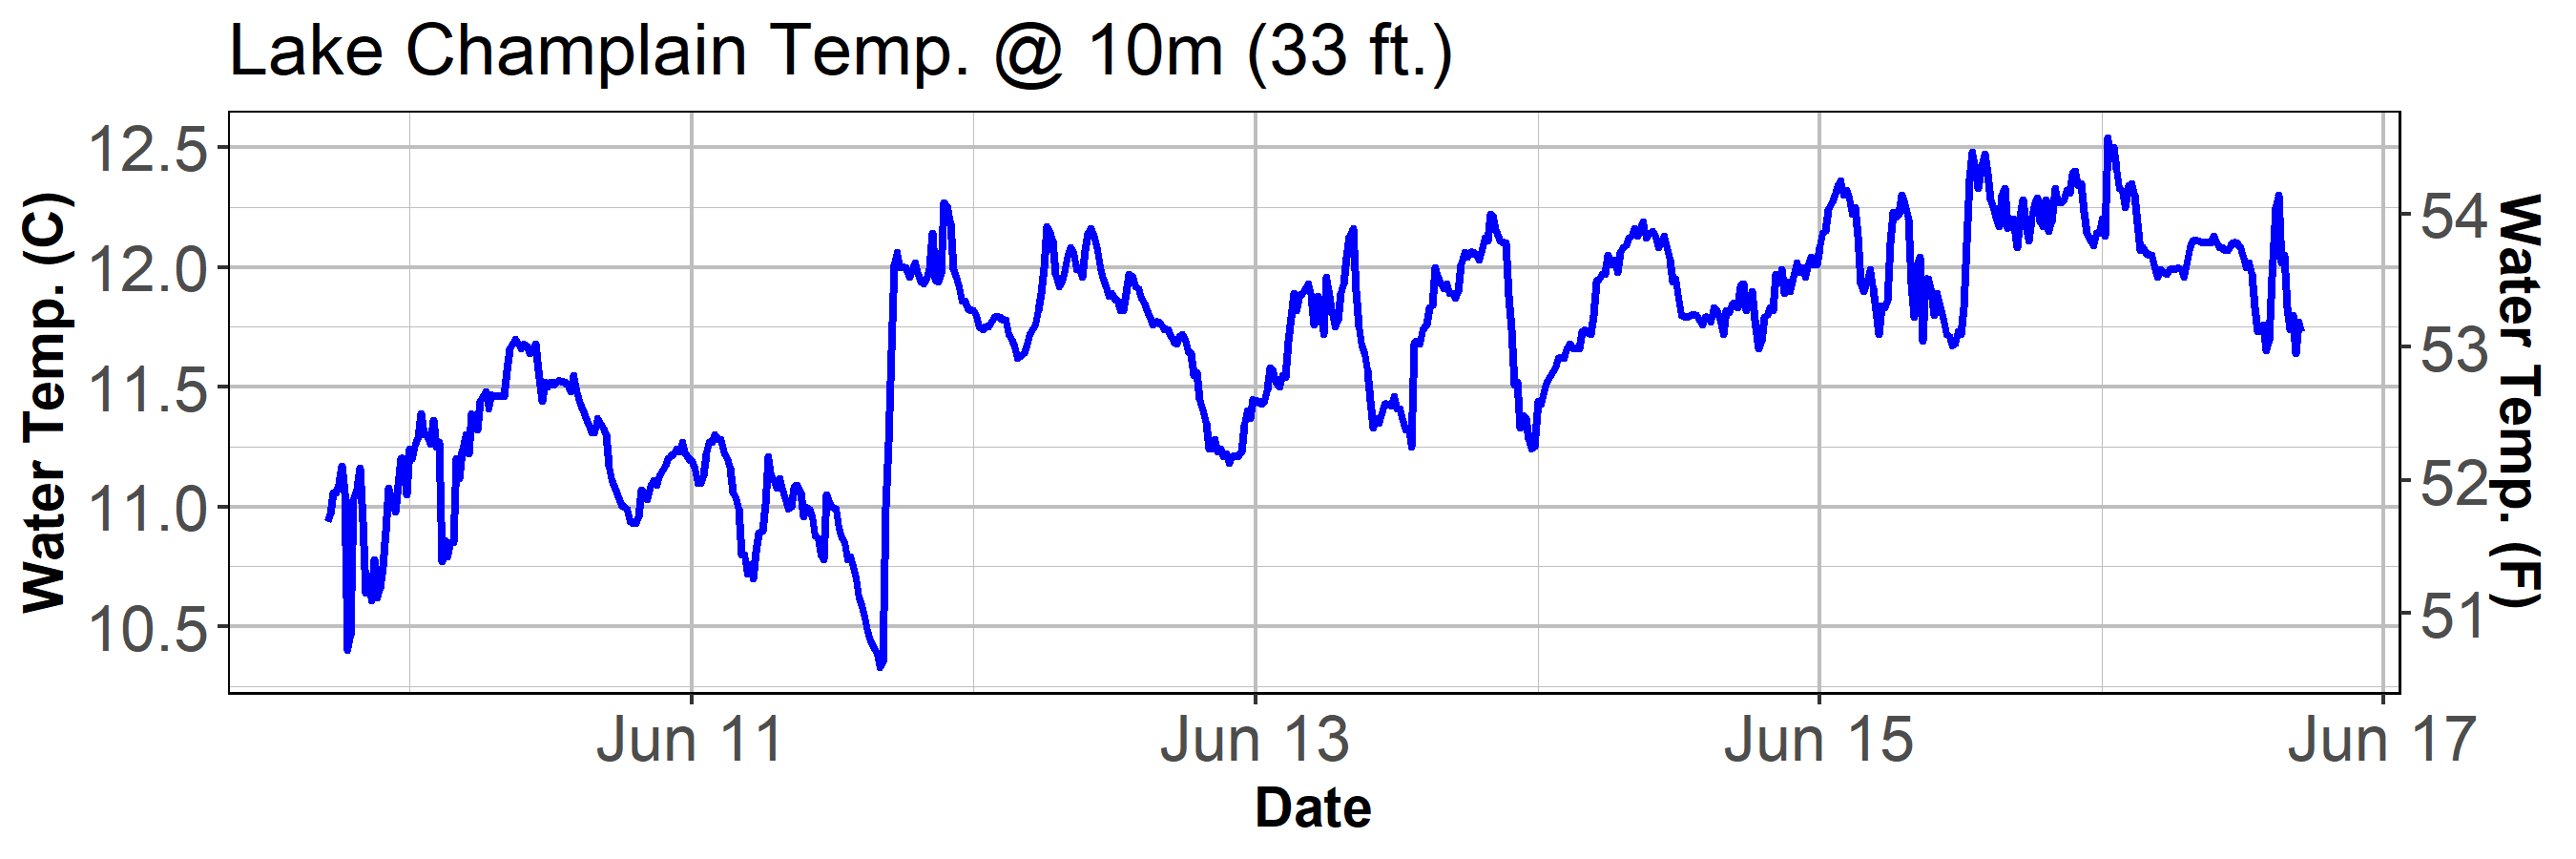 Lake Champlain Temp. @ 10m (33 ft.)
Water Temp. (C)
12.5
12.0
11.5
11.0
10.5
54
53
52
51
Water Temp. (F)
Jun 11
Jun 13
Jun 15
Jun 17
Date